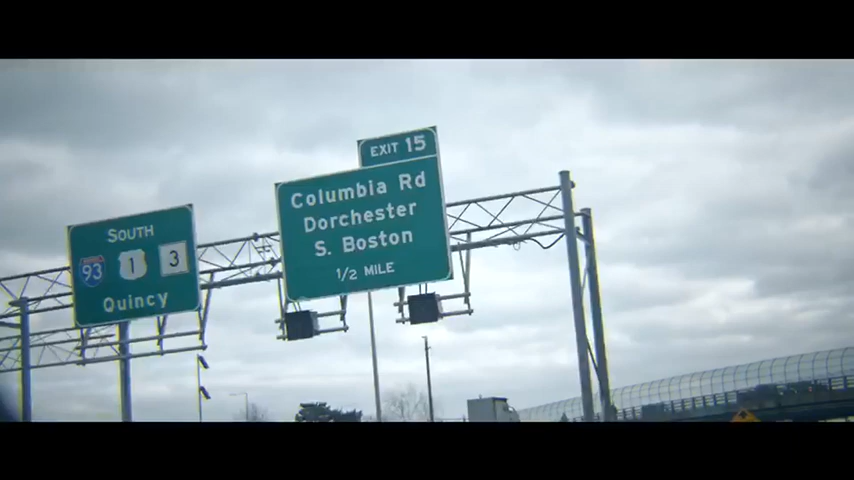 SOUTH
93 1 3
Quincy
EXIT 15
Columbia Rd
Dorchester
S. Boston
1/2 MILE